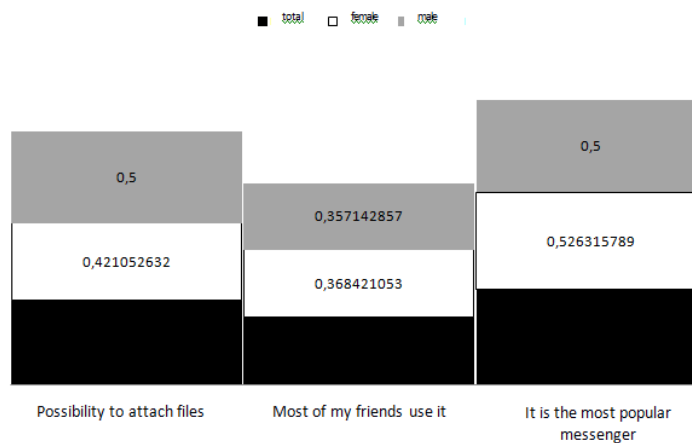 total female male
0,5
0,5
0,357142857
0,421052632
0,368421053
0,526315789
Possibility to attach files
Most of my friends use it
It is the most popular
messenger